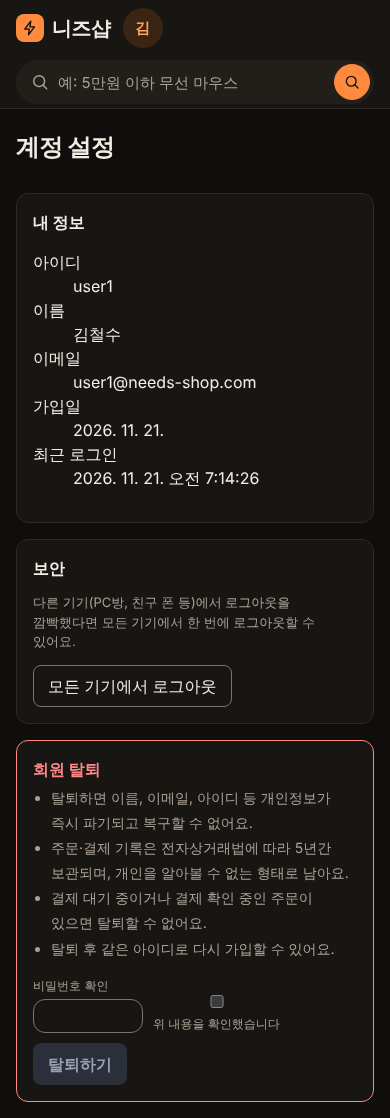 니즈샵
김
예: 5만원 이하 무선 마우스
계정 설정
내 정보
아이디
user1
이름
김철수
이메일
user1@needs-shop.com
가입일
2026. 11. 21.
최근 로그인
2026. 11. 21. 오전 7:14:26
보안
다른 기기(PC방, 친구 폰 등)에서 로그아웃을
깜빡했다면 모든 기기에서 한 번에 로그아웃할 수
있어요.
모든 기기에서 로그아웃
회원 탈퇴
탈퇴하면 이름, 이메일, 아이디 등 개인정보가
즉시 파기되고 복구할 수 없어요.
주문·결제 기록은 전자상거래법에 따라 5년간
보관되며, 개인을 알아볼 수 없는 형태로 남아요.
결제 대기 중이거나 결제 확인 중인 주문이
있으면 탈퇴할 수 없어요.
탈퇴 후 같은 아이디로 다시 가입할 수 있어요.
비밀번호 확인
위 내용을 확인했습니다
탈퇴하기